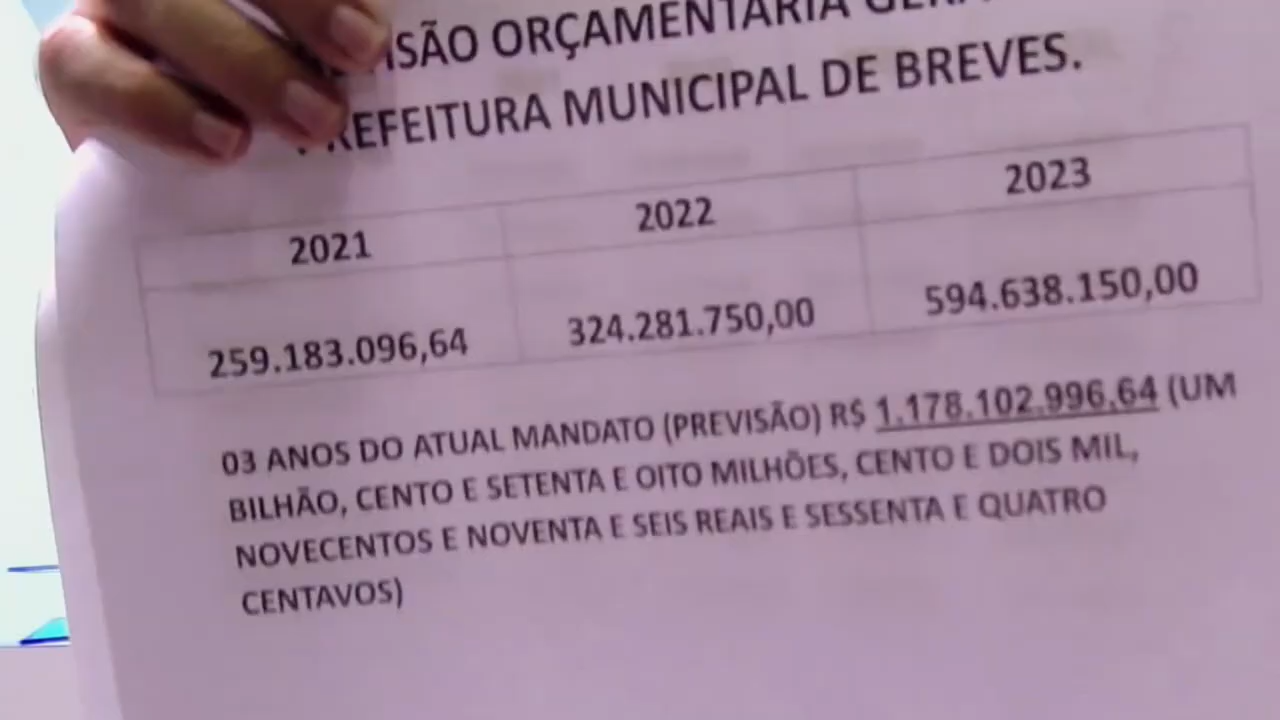 ORÇAMENTÁRIA
PREFEITURA MUNICIPAL DE BREVES.
2021 2022 2023
259.183.096,64 324.281.750,00 594.638.150,00
03 ANOS DO ATUAL MANDATO (PREVISÃO) R$ 1.178.102.996,64 (UM
BILHÃO, CENTO E SETENTA E OITO MILHÕES, CENTO E DOIS MIL,
NOVECENTOS E NOVENTA E SEIS REAIS E SESSENTA E QUATRO
CENTAVOS)